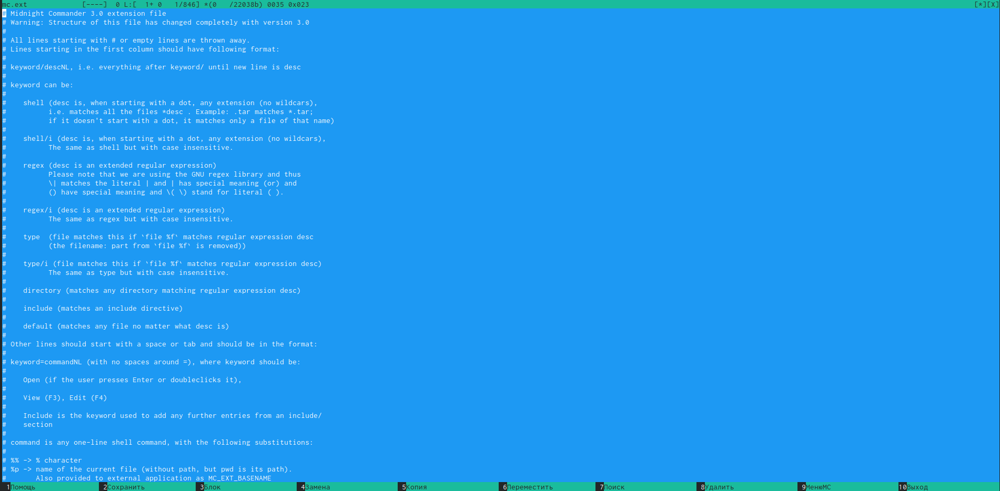 mc.ext             [----]  0 L:[  1+ 0   1/846] *(0   /22038b) 0035 0x023    [*][X]
# Midnight Commander 3.0 extension file
# Warning: Structure of this file has changed completely with version 3.0
#
# All lines starting with # or empty lines are thrown away.
# Lines starting in the first column should have following format:
#
# keyword/descNL, i.e. everything after keyword/ until new line is desc
#
# keyword can be:
#
#    shell (desc is, when starting with a dot, any extension (no wildcars),
#          i.e. matches all the files *desc . Example: .tar matches *.tar;
#          if it doesn't start with a dot, it matches only a file of that name)
#
#    shell/i (desc is, when starting with a dot, any extension (no wildcars),
#          The same as shell but with case insensitive.
#
#    regex (desc is an extended regular expression)
#          Please note that we are using the GNU regex library and thus
#          \| matches the literal | and | has special meaning (or) and
#          () have special meaning and \( \) stand for literal ( ).
#
#    regex/i (desc is an extended regular expression)
#          The same as regex but with case insensitive.
#
#    type  (file matches this if `file %f` matches regular expression desc
#          (the filename: part from `file %f` is removed))
#
#    type/i (file matches this if `file %f` matches regular expression desc)
#          The same as type but with case insensitive.
#
#    directory (matches any directory matching regular expression desc)
#
#    include (matches an include directive)
#
#    default (matches any file no matter what desc is)
#
# Other lines should start with a space or tab and should be in the format:
#
# keyword=commandNL (with no spaces around =), where keyword should be:
#
#    Open (if the user presses Enter or doubleclicks it),
#
#    View (F3), Edit (F4)
#
#    Include is the keyword used to add any further entries from an include/
#    section
#
# command is any one-line shell command, with the following substitutions:
#
# %% -> % character
# %p -> name of the current file (without path, but pwd is its path).
#       Also provided to external application as MC_EXT_BASENAME
1Помощь 2Сохранить 3Блок 4Замена 5Копия 6Переместить 7Поиск 8Удалить 9МенюMC 10Выход